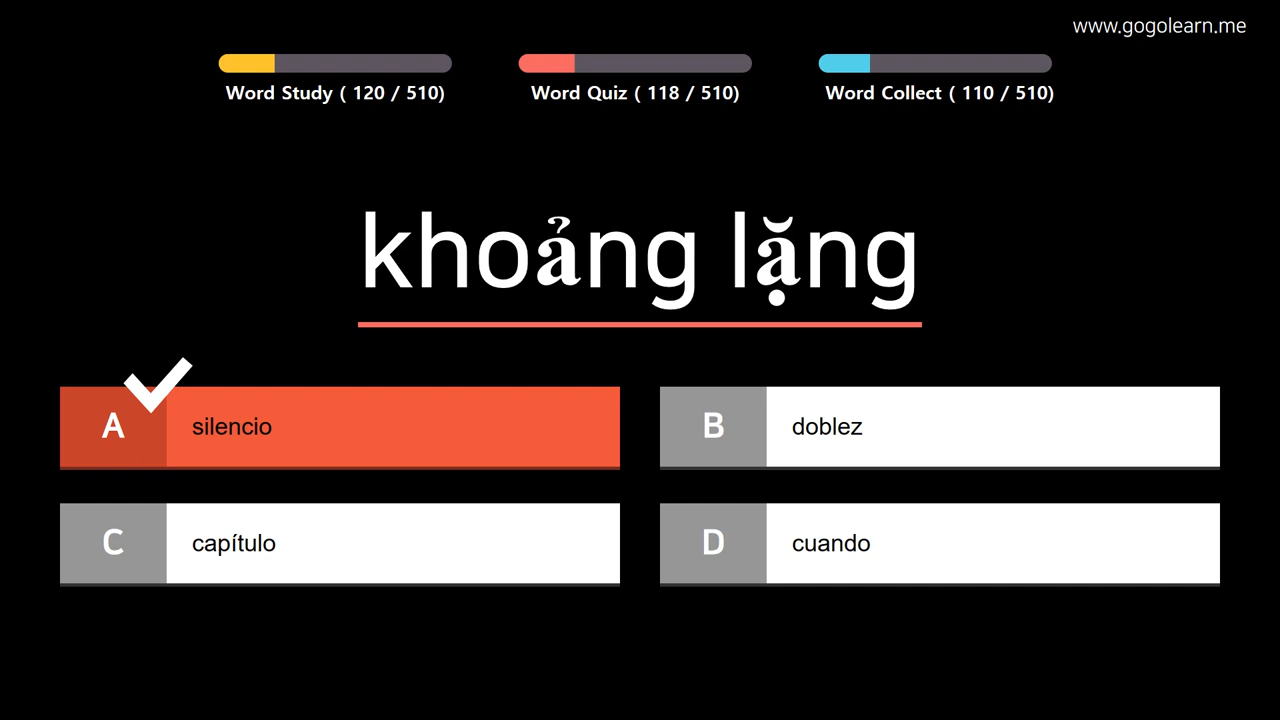 www.gogolearn.me
Word Study ( 120 / 510)
Word Quiz ( 118 / 510)
Word Collect ( 110 / 510)
khoảng lặng
A silencio
B doblez
C capítulo
D cuando